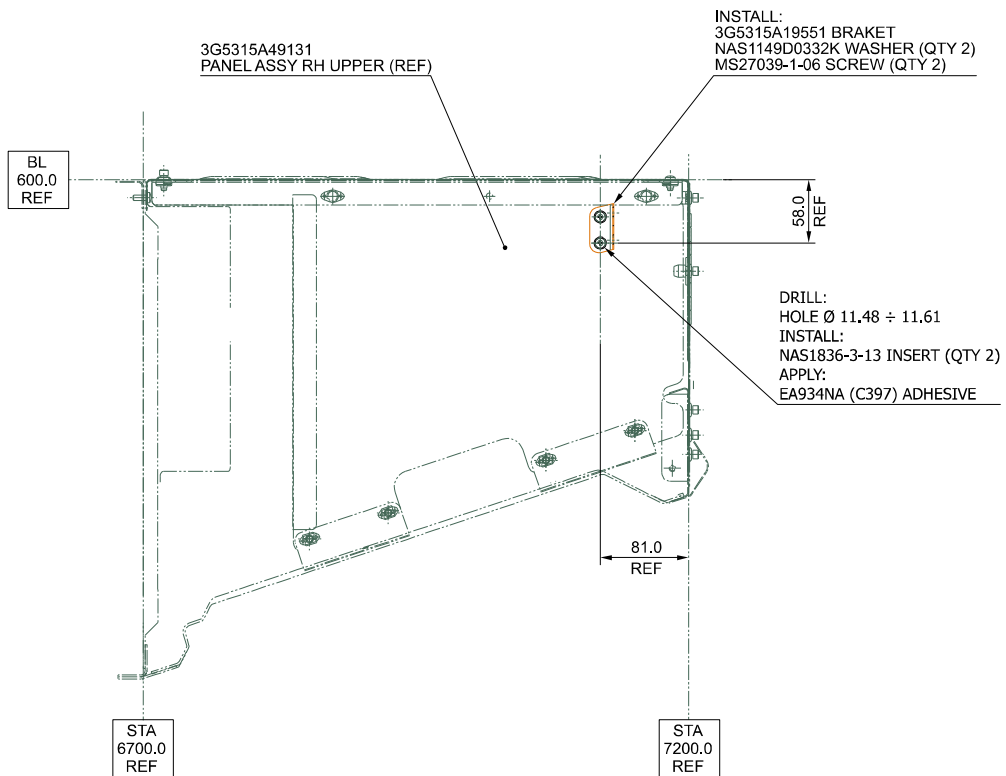 INSTALL:
3G5315A19551 BRAKET
NAS1149D0332K WASHER (QTY 2)
MS27039-1-06 SCREW (QTY 2)
3G5315A49131
PANEL ASSY RH UPPER (REF)
BL
600.0
REF
58.0
REF
DRILL:
HOLE Ø 11.48 ÷ 11.61
INSTALL:
NAS1836-3-13 INSERT (QTY 2)
APPLY:
EA934NA (C397) ADHESIVE
81.0
REF
STA
6700.0
REF
STA
7200.0
REF